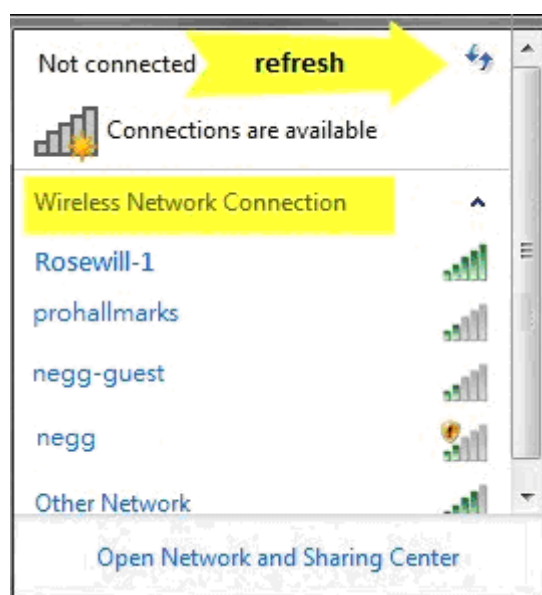 Not connected refresh
Connections are available
Wireless Network Connection
Rosewill-1
prohallmarks
negg-guest
negg
Other Network
Open Network and Sharing Center